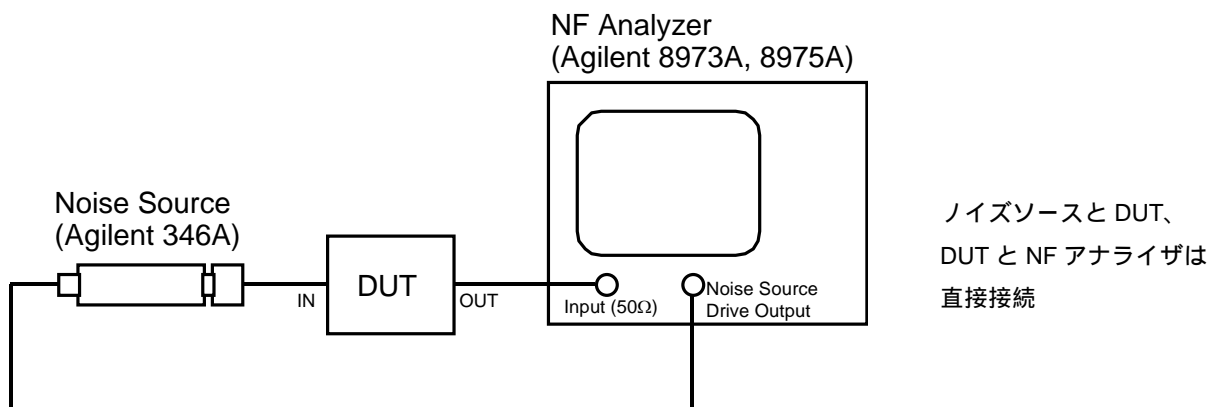 NF Analyzer
(Agilent 8973A, 8975A)
Noise Source
(Agilent 346A)
IN
DUT
OUT
Input (50Ω)
Noise Source
Drive Output
ノイズソースと DUT、
DUT と NF アナライザは
直接接続